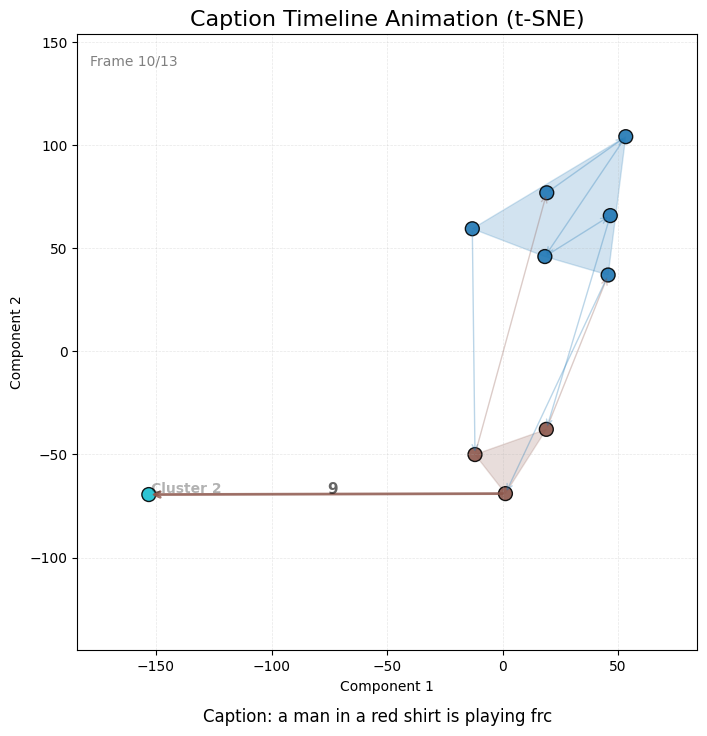 Caption Timeline Animation (t-SNE)
Frame 10/13
150
100
50
0
−50
−100
Component 2
Cluster 2
9
−150
−100
−50
0
50
Component 1
Caption: a man in a red shirt is playing frc